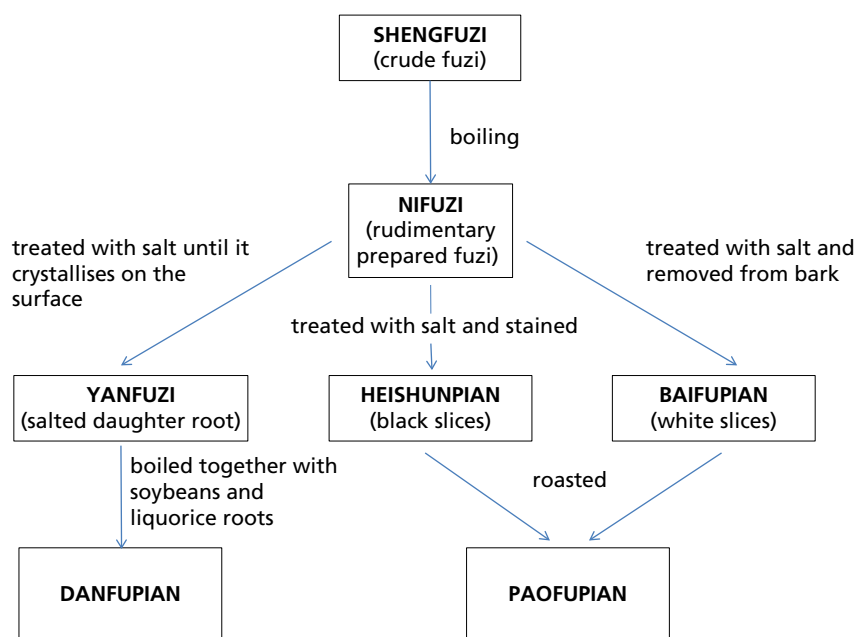 SHENGFUZI
(crude fuzi)
boiling
NIFUZI
(rudimentary
prepared fuzi)
treated with salt until it
crystallises on the
surface
treated with salt and
removed from bark
treated with salt and stained
YANFUZI
(salted daughter root)
HEISHUNPIAN
(black slices)
BAIFUPIAN
(white slices)
boiled together with
soybeans and
liquorice roots
roasted
DANFUPIAN
PAOFUPIAN